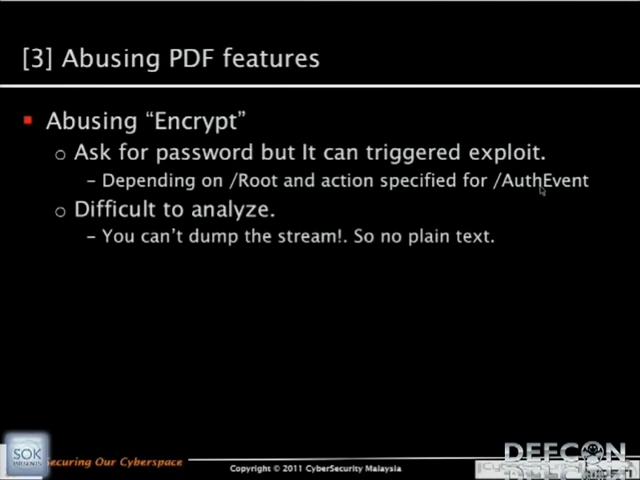 [3] Abusing PDF features
Abusing “Encrypt”
Ask for password but It can triggered exploit.
– Depending on /Root and action specified for /AuthEvent
Difficult to analyze.
– You can’t dump the stream!. So no plain text.
SOK
PRESENTS
Securing Our Cyberspace
Copyright © 2011 CyberSecurity Malaysia
DEFCON